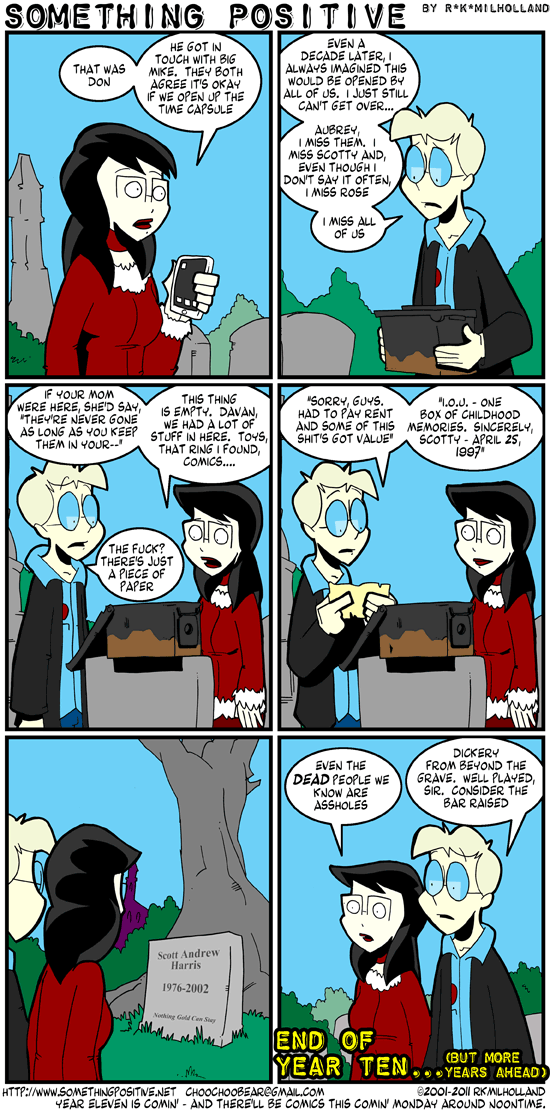 SOMETHING POSITIVE BY R*K*MILHOLLAND
THAT WAS
DON
HE GOT IN
TOUCH WITH BIG
MIKE. THEY BOTH
AGREE IT'S OKAY
IF WE OPEN UP THE
TIME CAPSULE
EVEN A
DECADE LATER, I
ALWAYS IMAGINED THIS
WOULD BE OPENED BY
ALL OF US. I JUST STILL
CAN'T GET OVER...
AUBREY,
I MISS THEM. I
MISS SCOTTY AND,
EVEN THOUGH I
DON'T SAY IT OFTEN,
I MISS ROSE
I MISS ALL
OF US
IF YOUR MOM
WERE HERE, SHE'D SAY,
"THEY'RE NEVER GONE
AS LONG AS YOU KEEP
THEM IN YOUR--"
THIS THING
IS EMPTY. DAVAN,
WE HAD A LOT OF
STUFF IN HERE. TOYS,
THAT RING I FOUND,
COMICS....
THE FUCK?
THERE'S JUST
A PIECE OF
PAPER
"SORRY, GUYS.
HAD TO PAY RENT
AND SOME OF THIS
SHIT'S GOT VALUE"
"I.O.U. - ONE
BOX OF CHILDHOOD
MEMORIES. SINCERELY,
SCOTTY - APRIL 25,
1997"
Scott Andrew
Harris
1976-2002
Nothing Gold Can Stay
EVEN THE
DEAD PEOPLE WE
KNOW ARE
ASSHOLES
DICKERY
FROM BEYOND THE
GRAVE. WELL PLAYED,
SIR. CONSIDER THE
BAR RAISED
END OF
YEAR TEN...(BUT MORE
YEARS AHEAD)
HTTP://WWW.SOMETHINGPOSITIVE.NET CHOOCHOOBEAR@GMAIL.COM ©2001-2011 RKMILHOLLAND
YEAR ELEVEN IS COMIN' - AND THERE'LL BE COMICS THIS COMIN' MONDAY AROUND NOONTIME.